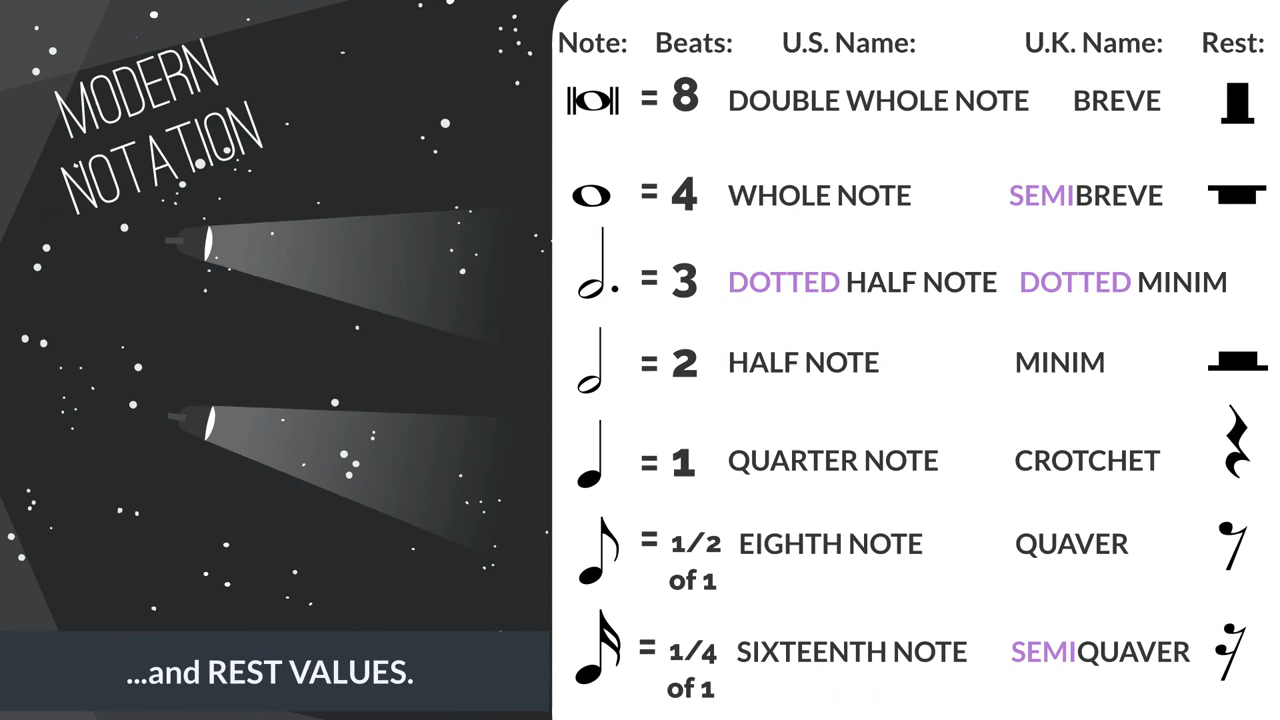 MODERN
NOTATION
...and REST VALUES.
Note: Beats: U.S. Name: U.K. Name: Rest:
= 8 DOUBLE WHOLE NOTE BREVE
= 4 WHOLE NOTE SEMIBREVE
= 3 DOTTED HALF NOTE DOTTED MINIM
= 2 HALF NOTE MINIM
= 1 QUARTER NOTE CROTCHET
= 1/2 EIGHTH NOTE QUAVER
of 1
= 1/4 SIXTEENTH NOTE SEMIQUAVER
of 1